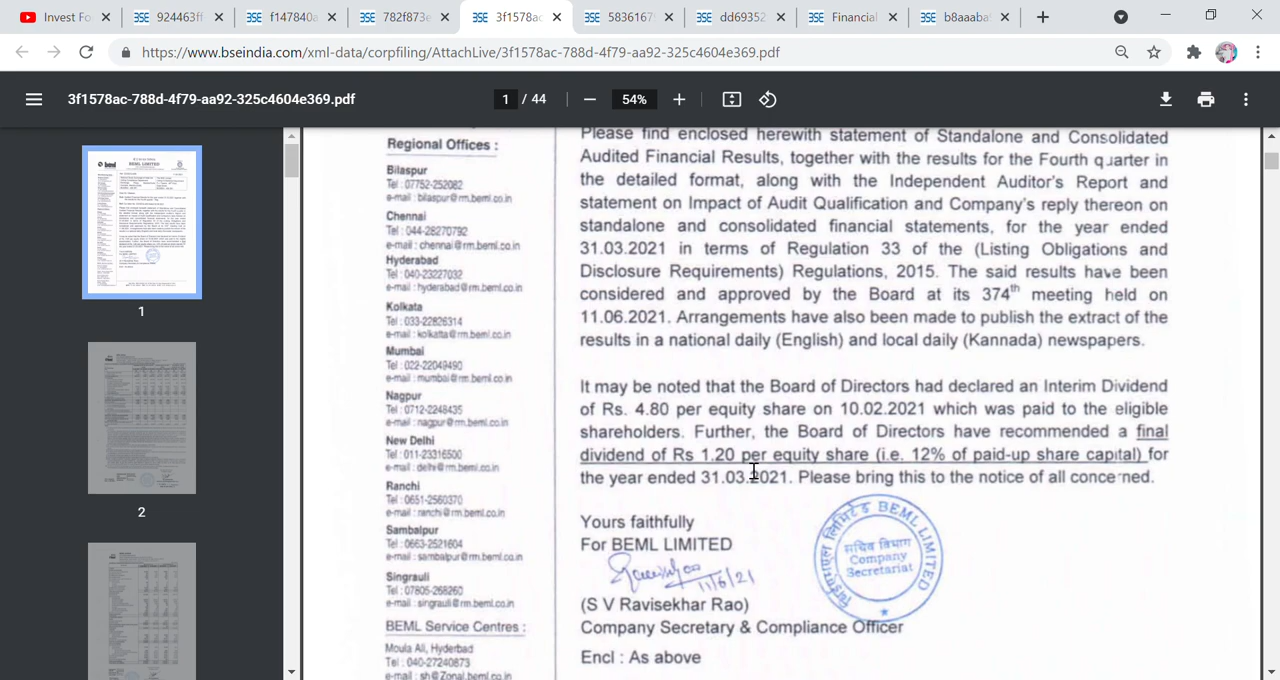 Invest Fo
924463ff
f147840a
782f873e
3f1578ac
5836167
dd69352
Financial
b8aaaba
https://www.bseindia.com/xml-data/corpfiling/AttachLive/3f1578ac-788d-4f79-aa92-325c4604e369.pdf
3f1578ac-788d-4f79-aa92-325c4604e369.pdf
1 / 44
54%
1
2
Regional Offices :
Bilaspur
Tel : 07752-252082
e-mail : bilaspur@rm.beml.co.in
Chennai
Tel : 044-28270792
e-mail : chennai@rm.beml.co.in
Hyderabad
Tel : 040-23227032
e-mail : hyderabad@rm.beml.co.in
Kolkata
Tel : 033-22826314
e-mail : kolkatta@rm.beml.co.in
Mumbai
Tel : 022-22049490
e-mail : mumbai@rm.beml.co.in
Nagpur
Tel : 0712-2248435
e-mail : nagpur@rm.beml.co.in
New Delhi
Tel : 011-23316500
e-mail : delhi@rm.beml.co.in
Ranchi
Tel : 0651-2560370
e-mail : ranchi@rm.beml.co.in
Sambalpur
Tel : 0663-2521604
e-mail : sambalpur@rm.beml.co.in
Singrauli
Tel : 07805-268260
e-mail : singrauli@rm.beml.co.in
BEML Service Centres :
Moula Ali, Hyderbad
Tel : 040-27240873
e-mail : sh@Zonal.beml.co.in
Please find enclosed herewith statement of Standalone and Consolidated
Audited Financial Results, together with the results for the Fourth quarter in
the detailed format, along with the Independent Auditor's Report and
statement on Impact of Audit Qualification and Company's reply thereon on
standalone and consolidated financial statements, for the year ended
31.03.2021 in terms of Regulation 33 of the (Listing Obligations and
Disclosure Requirements) Regulations, 2015. The said results have been
considered and approved by the Board at its 374th meeting held on
11.06.2021. Arrangements have also been made to publish the extract of the
results in a national daily (English) and local daily (Kannada) newspapers.
It may be noted that the Board of Directors had declared an Interim Dividend
of Rs. 4.80 per equity share on 10.02.2021 which was paid to the eligible
shareholders. Further, the Board of Directors have recommended a final
dividend of Rs 1.20 per equity share (i.e. 12% of paid-up share capital) for
the year ended 31.03.2021. Please bring this to the notice of all concerned.
Yours faithfully
For BEML LIMITED
11/6/21
(S V Ravisekhar Rao)
Company Secretary & Compliance Officer
Encl : As above
बीईएमएल लिमिटेड BEML LIMITED
सचिव विभाग
Company
Secretariat